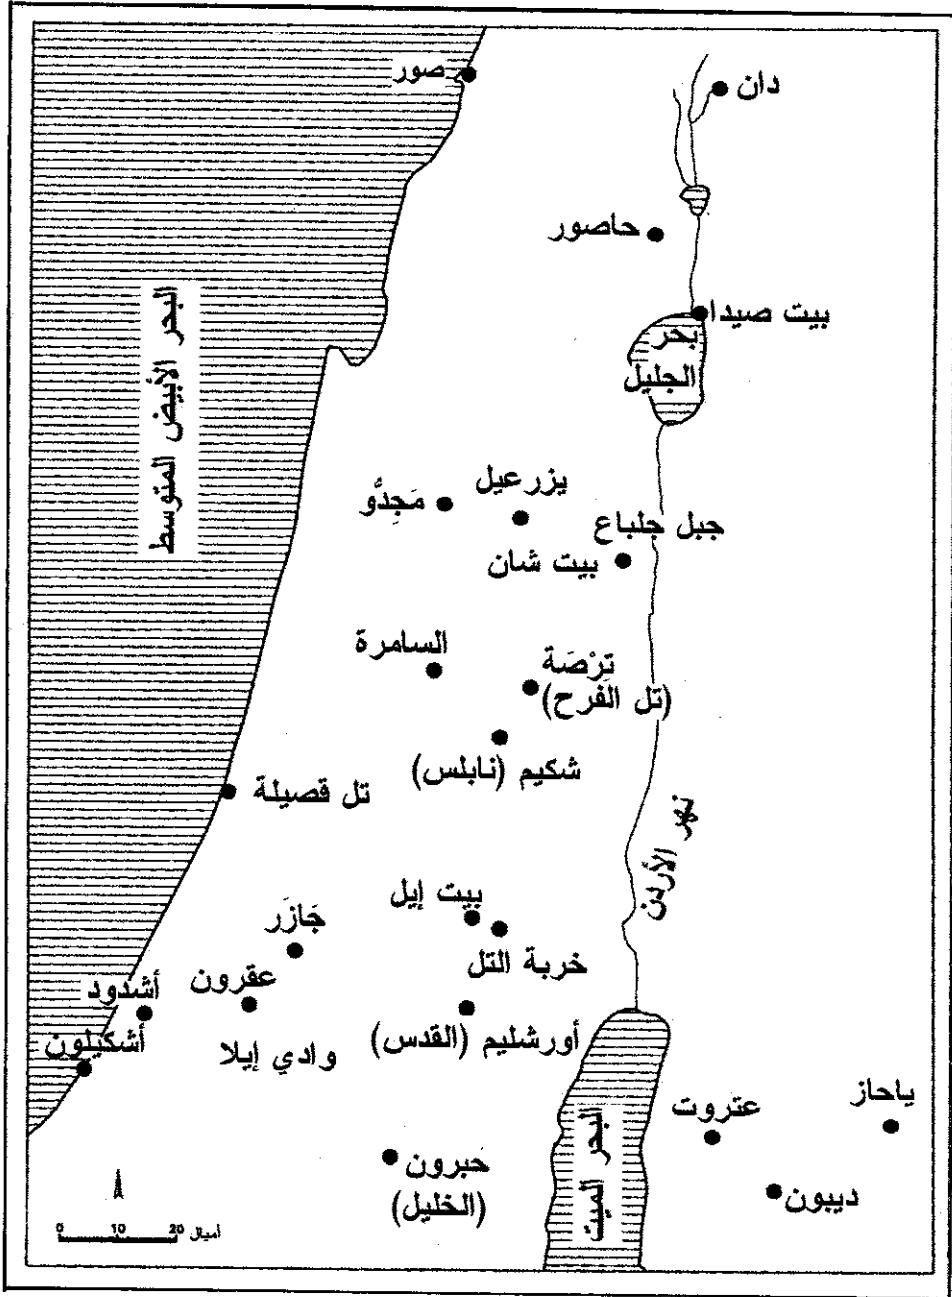 صور
دان
حاصور
بيت صيدا
بحر
الجليل
البحر الأبيض المتوسط
يزرعيل
مَجِدُّو
جبل جلباع
بيت شان
السامرة
تِرْصَة
(تل الفرح)
شكيم (نابلس)
تل قصيلة
نهر الأردن
بيت إيل
جَازَر
خربة التل
عقرون
أشدود
أورشليم (القدس)
وادي إيلا
أشكيلون
البحر الميت
ياحاز
عتروت
حبرون
(الخليل)
ديبون
0 10 20 أميال